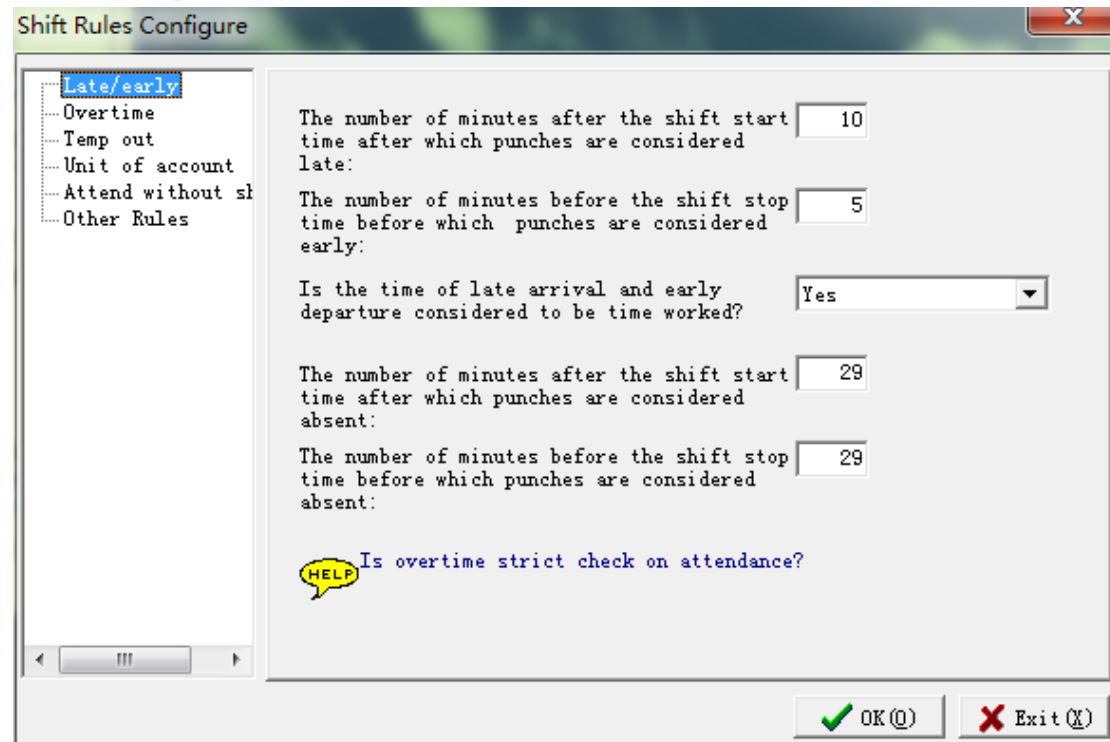 Shift Rules Configure
Late/early
Overtime
Temp out
Unit of account
Attend without sh
Other Rules
The number of minutes after the shift start
time after which punches are considered
late:
10
The number of minutes before the shift stop
time before which punches are considered
early:
5
Is the time of late arrival and early
departure considered to be time worked?
Yes
The number of minutes after the shift start
time after which punches are considered
absent:
29
The number of minutes before the shift stop
time before which punches are considered
absent:
29
HELP
Is overtime strict check on attendance?
OK(O)
Exit(X)